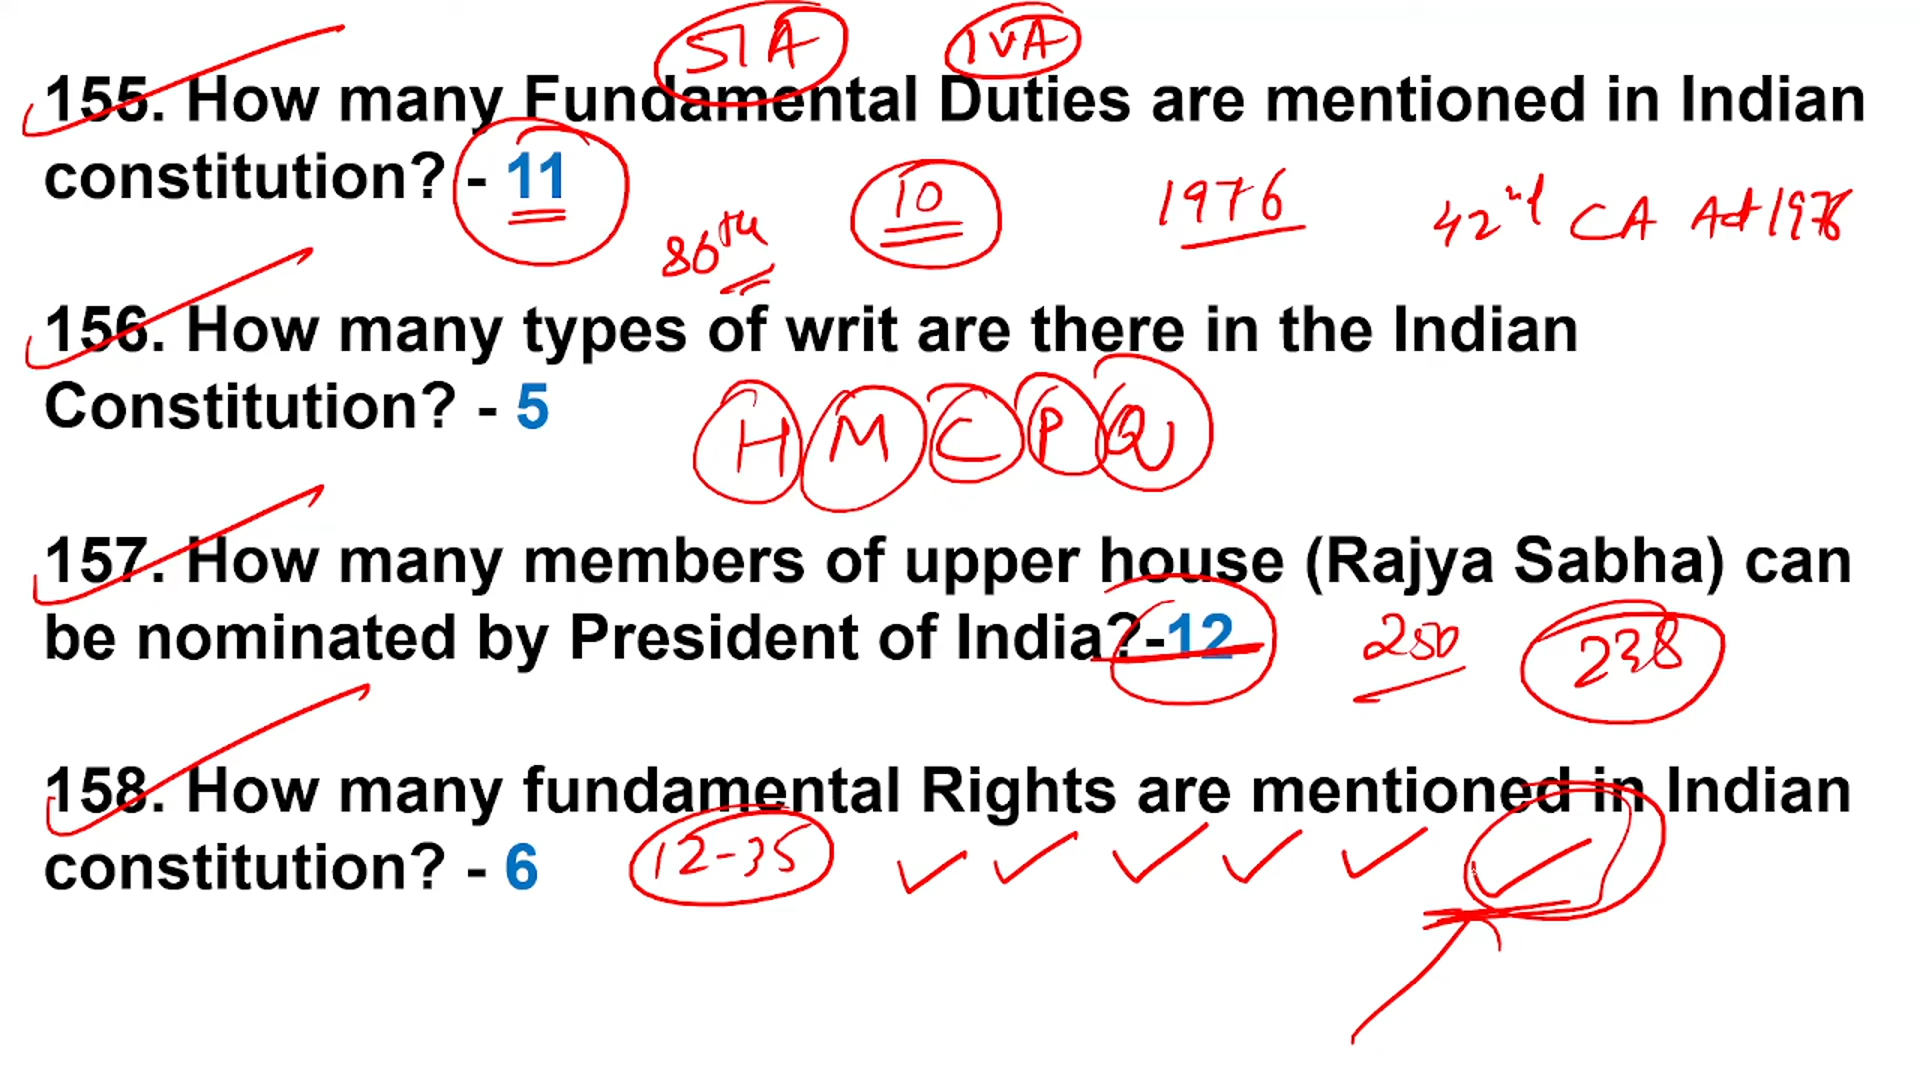 51A IVA
155. How many Fundamental Duties are mentioned in Indian
constitution? - 11
86th 10 1976 42nd CA Act 1976
156. How many types of writ are there in the Indian
Constitution? - 5
H M C P Q
157. How many members of upper house (Rajya Sabha) can
be nominated by President of India?-12
250 238
158. How many fundamental Rights are mentioned in Indian
constitution? - 6
12-35